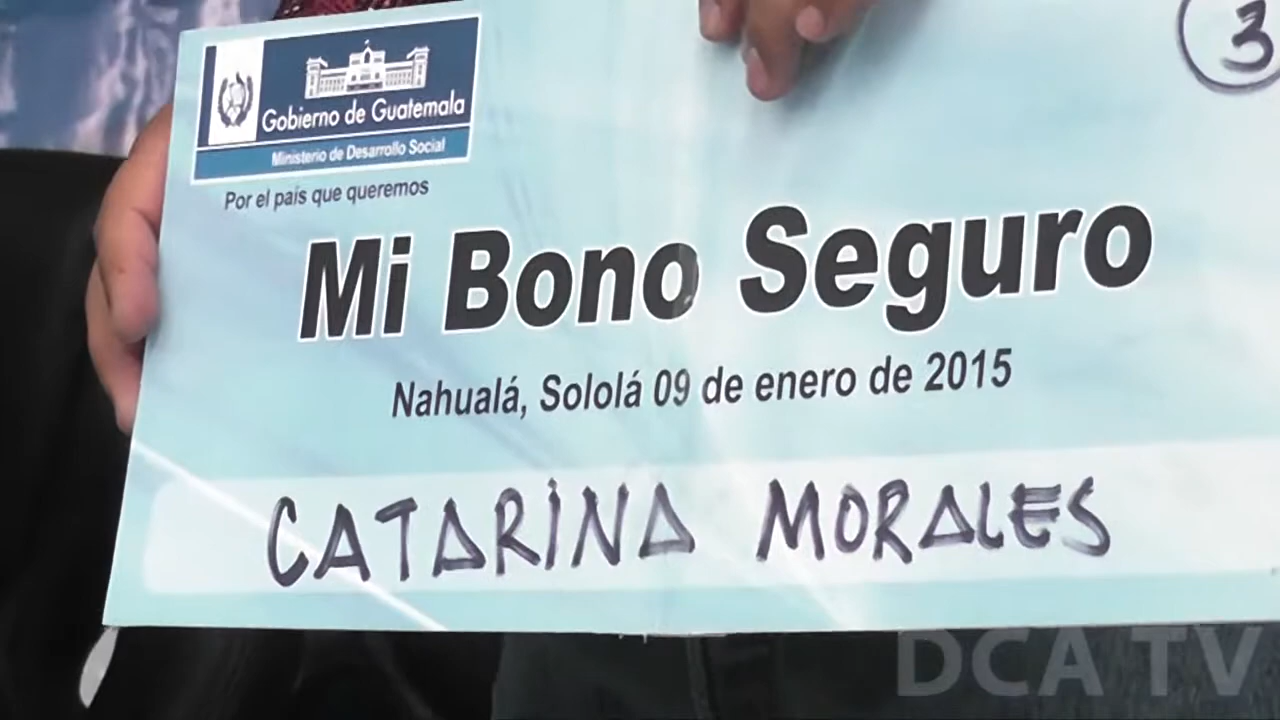 3
Gobierno de Guatemala
Ministerio de Desarrollo Social
Por el país que queremos
Mi Bono Seguro
Nahualá, Sololá 09 de enero de 2015
CATARINA MORALES
DCA TV